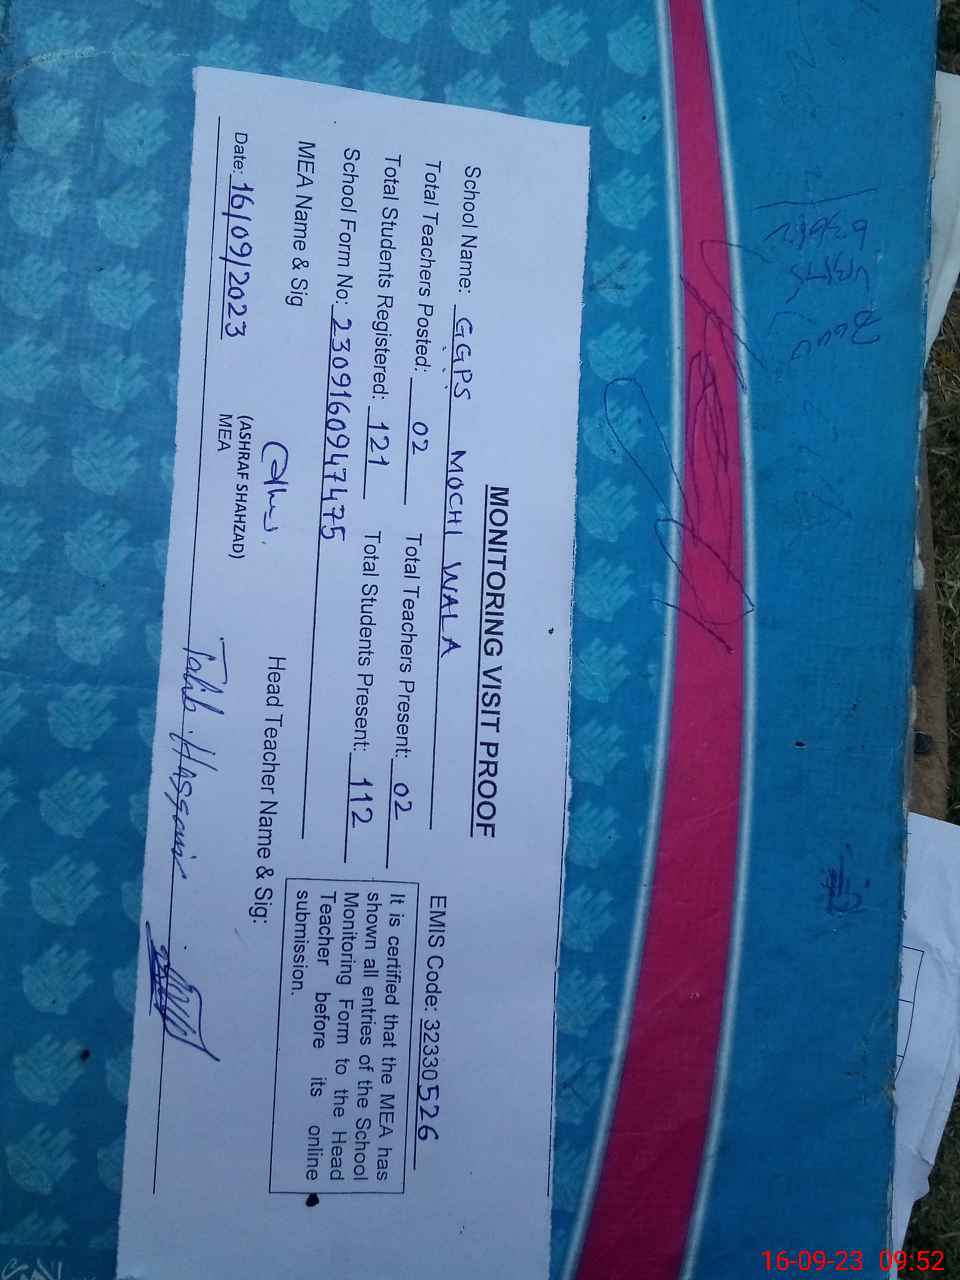 MONITORING VISIT PROOF
School Name: GGPS MOCHI WALA EMIS Code: 32330526
Total Teachers Posted: 02 Total Teachers Present: 02
Total Students Registered: 121 Total Students Present: 112
School Form No: 230916094 7475
It is certified that the MEA has
shown all entries of the School
Monitoring Form to the Head
Teacher before its online
submission.
MEA Name & Sig Head Teacher Name & Sig:
(ASHRAF SHAHZAD)
MEA
Date: 16/09/2023
16-09-23 09:52